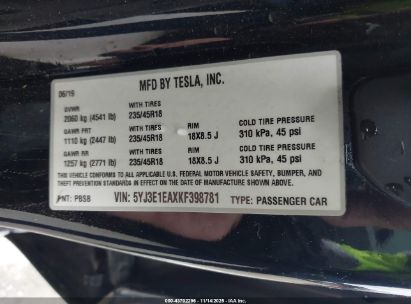 MFD BY TESLA, INC.
06/19
GVWR WITH TIRES
2060 kg (4541 lb) 235/45R18
GAWR FRT WITH TIRES RIM COLD TIRE PRESSURE
1110 kg (2447 lb) 235/45R18 18X8.5 J 310 kPa, 45 psi
GAWR RR WITH TIRES RIM COLD TIRE PRESSURE
1257 kg (2771 lb) 235/45R18 18X8.5 J 310 kPa, 45 psi
THIS VEHICLE CONFORMS TO ALL APPLICABLE U.S. FEDERAL MOTOR VEHICLE SAFETY, BUMPER, AND
THEFT PREVENTION STANDARDS IN EFFECT ON THE DATE OF MANUFACTURE SHOWN ABOVE.
PNT: PBSB VIN: 5YJ3E1EAXKF398781 TYPE: PASSENGER CAR
11/14/2025